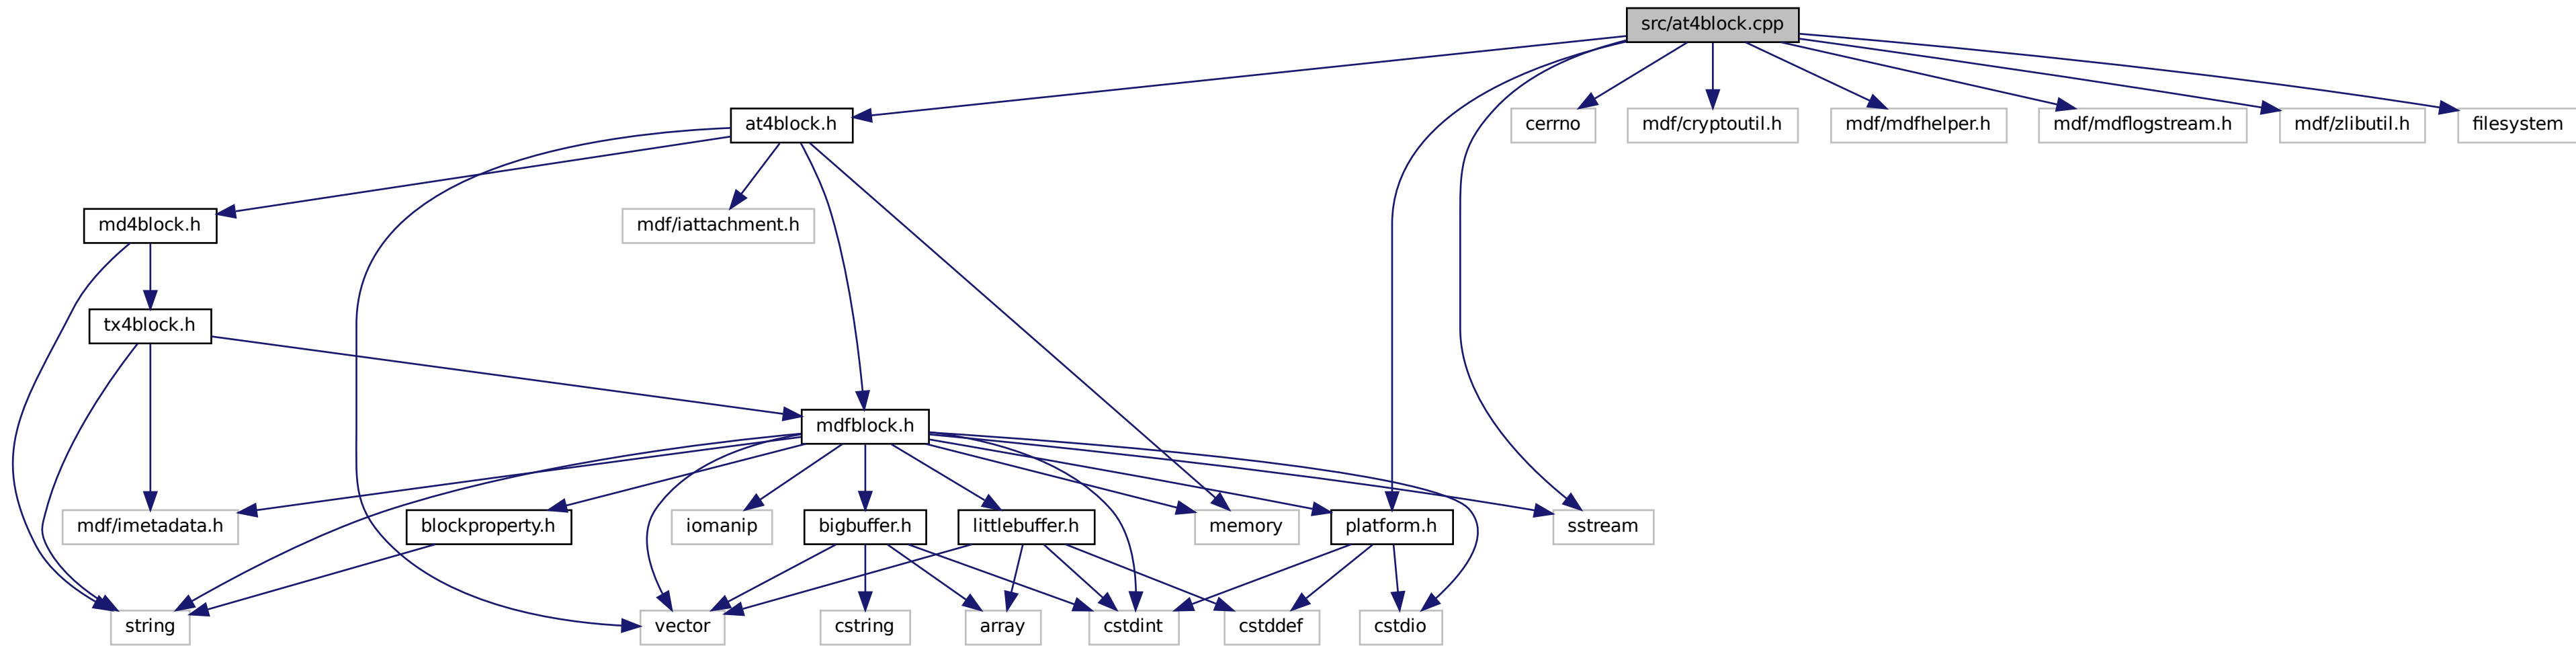 src/at4block.cpp
at4block.h
cerrno
mdf/cryptoutil.h
mdf/mdfhelper.h
mdf/mdflogstream.h
mdf/zlibutil.h
filesystem
md4block.h
mdf/iattachment.h
tx4block.h
mdfblock.h
mdf/imetadata.h
blockproperty.h
iomanip
bigbuffer.h
littlebuffer.h
memory
platform.h
sstream
string
vector
cstring
array
cstdint
cstddef
cstdio